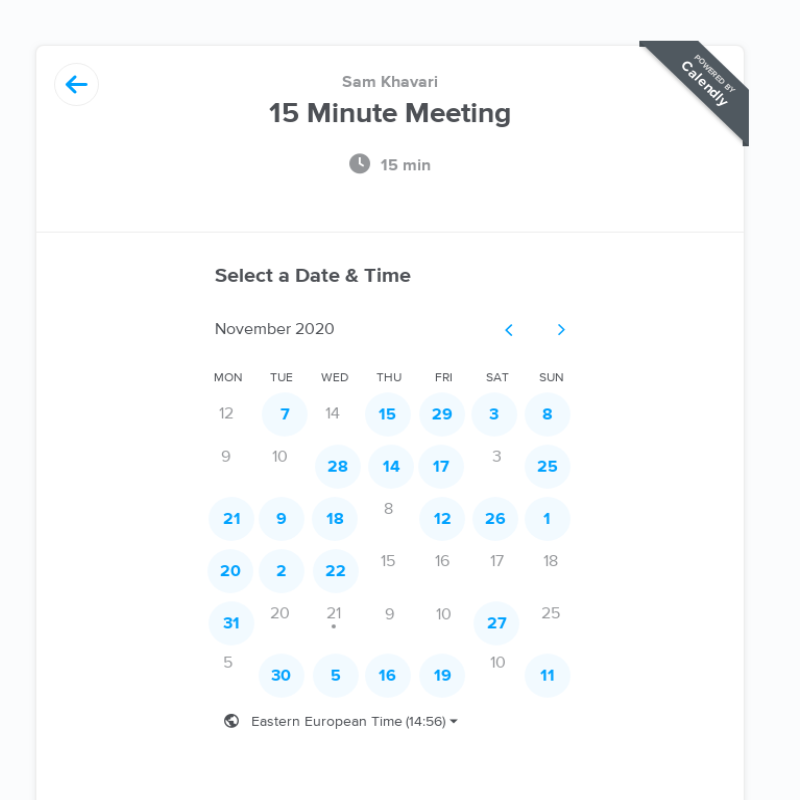 POWERED BY
Calendly
Sam Khavari
15 Minute Meeting
15 min
Select a Date & Time
November 2020
MON TUE WED THU FRI SAT SUN
12 7 14 15 29 3 8
9 10 28 14 17 3 25
21 9 18 8 12 26 1
20 2 22 15 16 17 18
31 20 21 9 10 27 25
5 30 5 16 19 10 11
Eastern European Time (14:56)